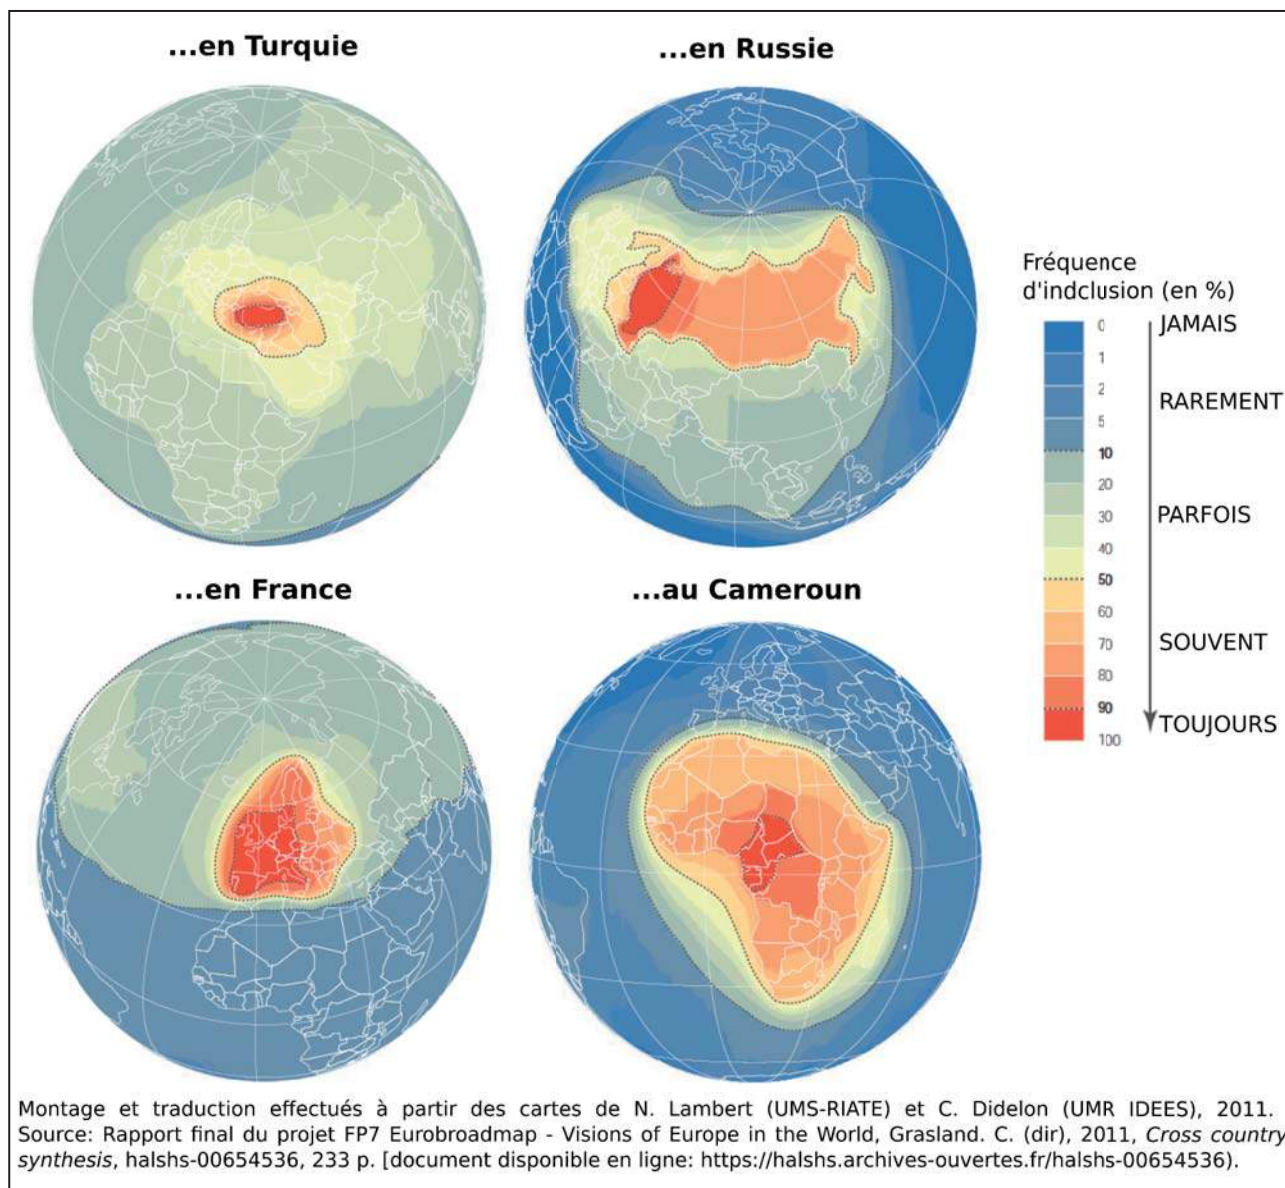 ...en Turquie
...en Russie
...en France
...au Cameroun
Fréquence
d'indclusion (en %)
0
1
2
5
10
20
30
40
50
60
70
80
90
100
JAMAIS
RAREMENT
PARFOIS
SOUVENT
TOUJOURS
Montage et traduction effectués à partir des cartes de N. Lambert (UMS-RIATE) et C. Didelon (UMR IDEES), 2011.
Source: Rapport final du projet FP7 Eurobroadmap - Visions of Europe in the World, Grasland. C. (dir), 2011, Cross country
synthesis, halshs-00654536, 233 p. [document disponible en ligne: https://halshs.archives-ouvertes.fr/halshs-00654536).